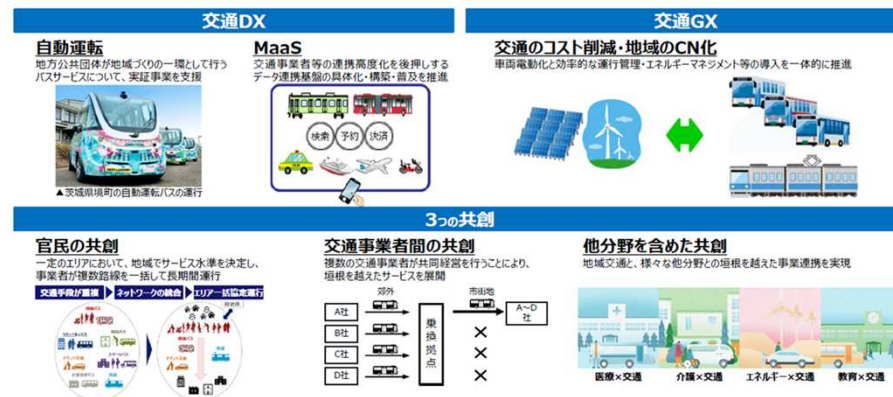 交通DX
自動運転
地方公共団体が地域づくりの一環として行う
バスサービスについて、実証事業を支援
▲茨城県境町の自動運転バスの運行
MaaS
交通事業者等の連携高度化を後押しする
データ連携基盤の具体化・構築・普及を推進
検索
予約
決済
交通GX
交通のコスト削減・地域のCN化
車両電動化と効率的な運行管理・エネルギーマネジメント等の導入を一体的に推進
3つの共創
官民の共創
一定のエリアにおいて、地域でサービス水準を決定し、
事業者が複数路線を一括して長期間運行
交通手段が重複
ネットワークの統合
エリア一括協定運行
交通事業者間の共創
複数の交通事業者が共同経営を行うことにより、
垣根を越えたサービスを展開
郊外
市街地
A社
B社
C社
D社
乗換拠点
A～D社
×
×
×
他分野を含めた共創
地域交通と、様々な他分野との垣根を越えた事業連携を実現
医療×交通
介護×交通
エネルギー×交通
教育×交通